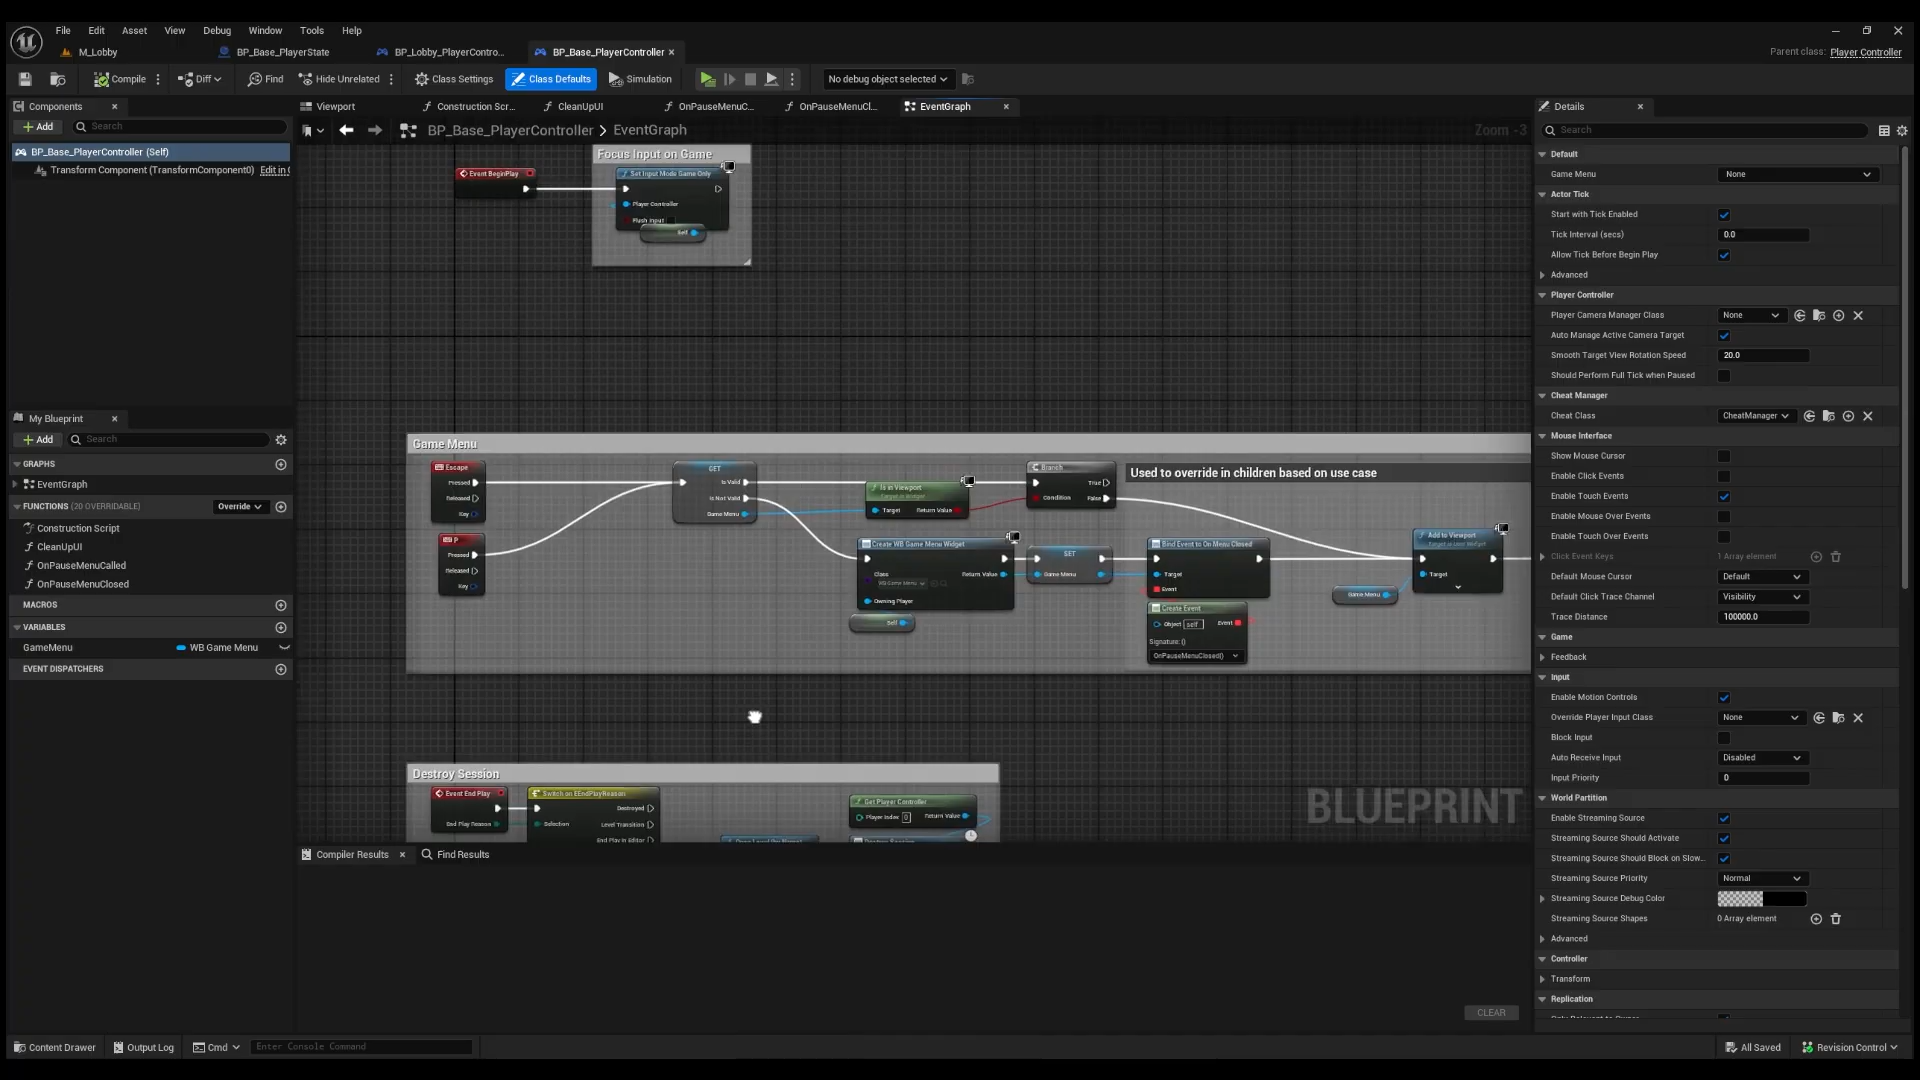 File Edit Asset View Debug Window Tools Help
M_Lobby BP_Base_PlayerState BP_Lobby_PlayerContro... BP_Base_PlayerController
Parent class: Player Controller
Compile Diff Find Hide Unrelated Class Settings Class Defaults Simulation No debug object selected
Components
Add Search
BP_Base_PlayerController (Self)
Transform Component (TransformComponent0) Edit in C
My Blueprint
Add Search
GRAPHS
EventGraph
FUNCTIONS (20 OVERRIDABLE) Override
Construction Script
CleanUpUI
OnPauseMenuCalled
OnPauseMenuClosed
MACROS
VARIABLES
GameMenu WB Game Menu
EVENT DISPATCHERS
Viewport Construction Scr... CleanUpUI OnPauseMenuC... OnPauseMenuCl... EventGraph
BP_Base_PlayerController > EventGraph
Zoom -3
Focus Input on Game
Event BeginPlay
Set Input Mode Game Only
Player Controller
Flush Input
Self
Game Menu
Escape
Pressed
Released
Key
P
Pressed
Released
Key
GET
Is Valid
Is Not Valid
Game Menu
Is in Viewport
Target is Widget
Target Return Value
Branch
True
Condition False
Used to override in children based on use case
Create WB Game Menu Widget
Class Return Value
WB Game Menu
Owning Player
Self
SET
Game Menu
Bind Event to On Menu Closed
Target
Event
Create Event
Object self Event
Signature: ()
OnPauseMenuClosed()
Game Menu
Add to Viewport
Target is User Widget
Target
Destroy Session
Event End Play
End Play Reason
Switch on EEndPlayReason
Destroyed
Selection Level Transition
End Play in Editor
Get Player Controller
Player Index 0 Return Value
Destroy Session
BLUEPRINT
Compiler Results Find Results
CLEAR
Details
Search
Default
Game Menu None
Actor Tick
Start with Tick Enabled
Tick Interval (secs) 0.0
Allow Tick Before Begin Play
Advanced
Player Controller
Player Camera Manager Class None
Auto Manage Active Camera Target
Smooth Target View Rotation Speed 20.0
Should Perform Full Tick when Paused
Cheat Manager
Cheat Class CheatManager
Mouse Interface
Show Mouse Cursor
Enable Click Events
Enable Touch Events
Enable Mouse Over Events
Enable Touch Over Events
Click Event Keys 1 Array element
Default Mouse Cursor Default
Default Click Trace Channel Visibility
Trace Distance 100000.0
Game
Feedback
Input
Enable Motion Controls
Override Player Input Class None
Block Input
Auto Receive Input Disabled
Input Priority 0
World Partition
Enable Streaming Source
Streaming Source Should Activate
Streaming Source Should Block on Slow...
Streaming Source Priority Normal
Streaming Source Debug Color
Streaming Source Shapes 0 Array element
Advanced
Controller
Transform
Replication
Content Drawer Output Log Cmd Enter Console Command
All Saved Revision Control